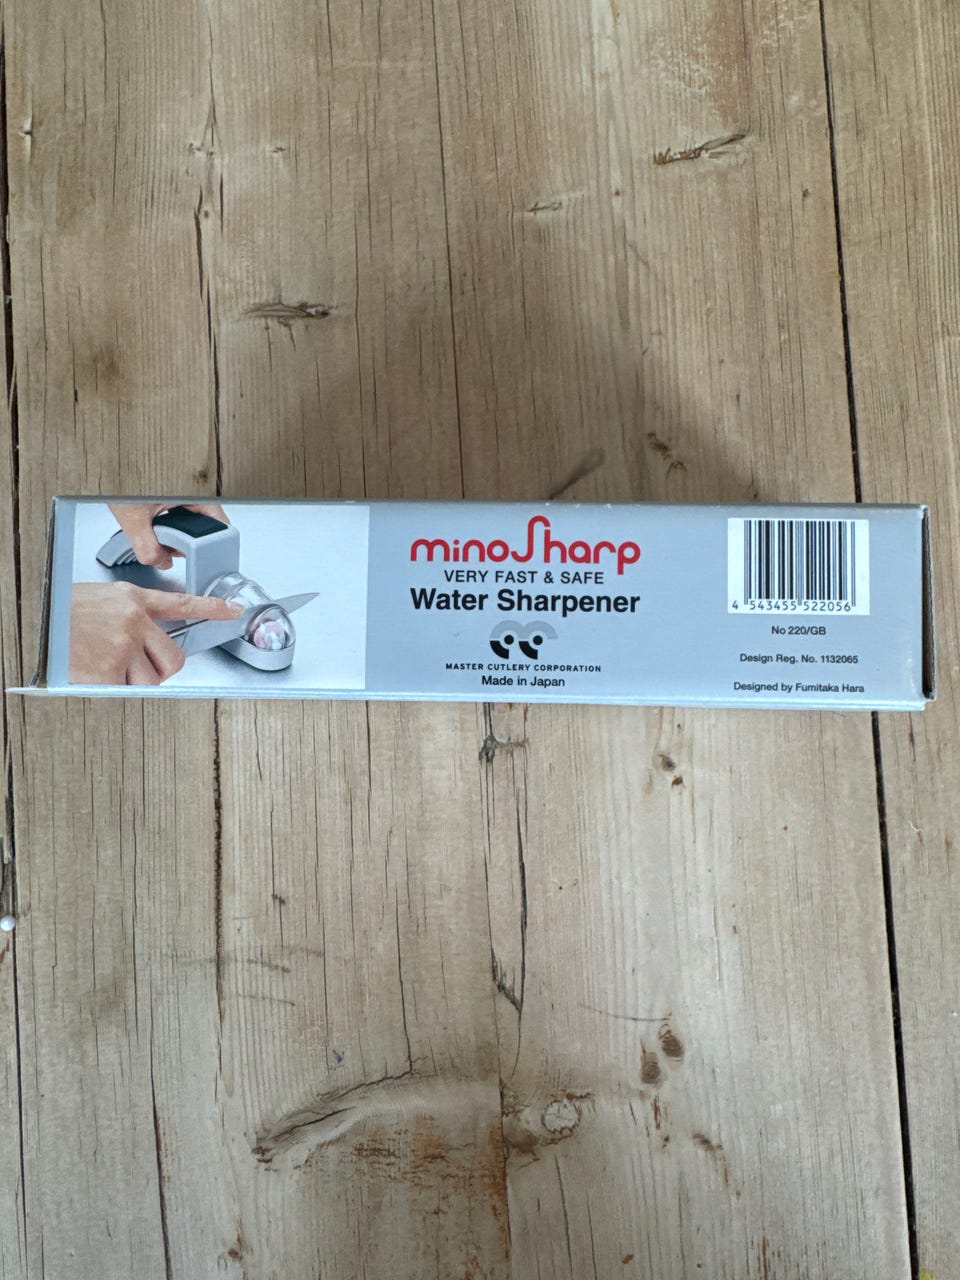 minoSharp
VERY FAST & SAFE
Water Sharpener
MASTER CUTLERY CORPORATION
Made in Japan
4 543455 522056
No 220/GB
Design Reg. No. 1132065
Designed by Fumitaka Hara